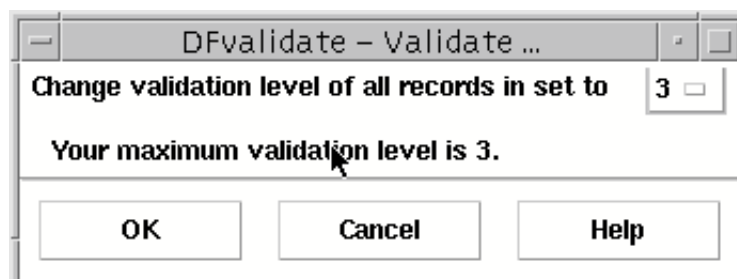 DFvalidate – Validate ...
Change validation level of all records in set to 3
Your maximum validation level is 3.
OK Cancel Help